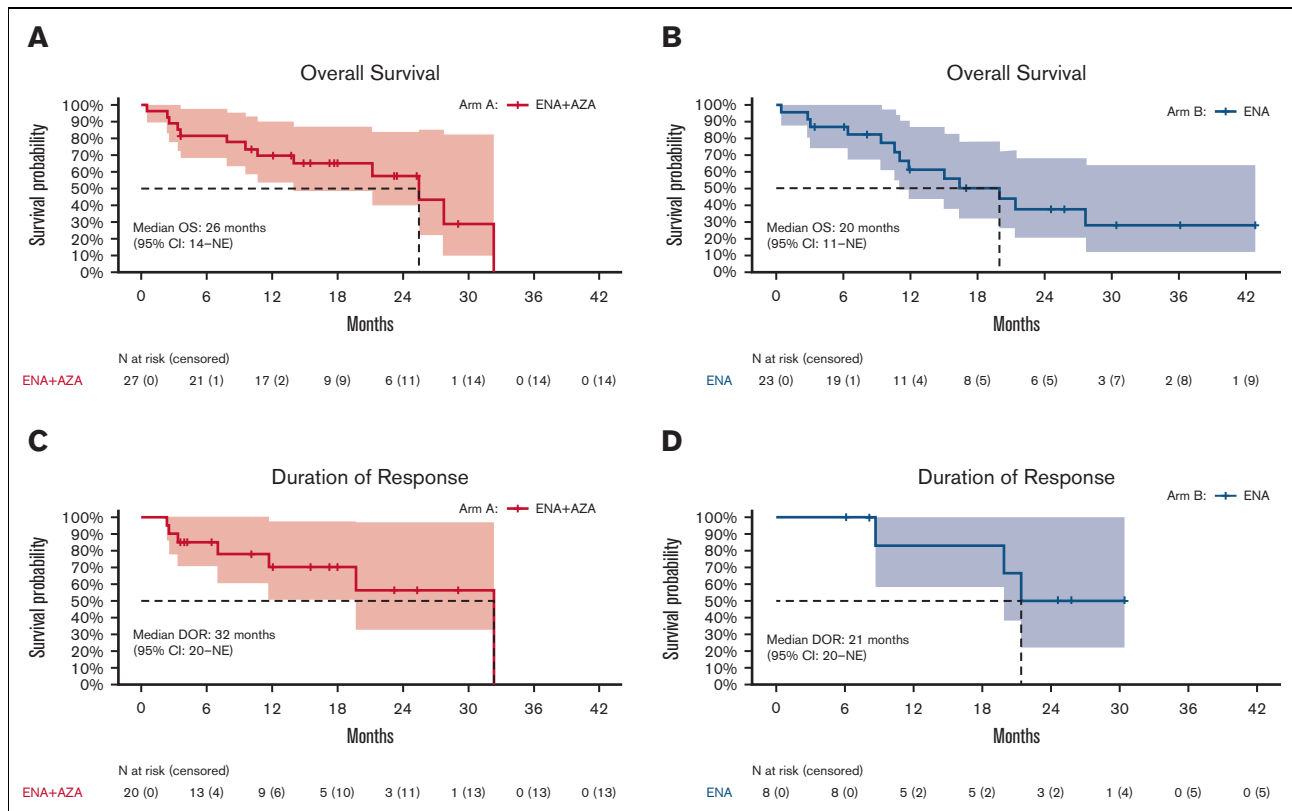 A
Overall Survival
Arm A: ENA+AZA
Survival probability
100%
90%
80%
70%
60%
50%
40%
30%
20%
10%
0%
Median OS: 26 months
(95% CI: 14–NE)
0 6 12 18 24 30 36 42
Months
N at risk (censored)
ENA+AZA 27 (0) 21 (1) 17 (2) 9 (9) 6 (11) 1 (14) 0 (14) 0 (14)
B
Overall Survival
Arm B: ENA
Survival probability
100%
90%
80%
70%
60%
50%
40%
30%
20%
10%
0%
Median OS: 20 months
(95% CI: 11–NE)
0 6 12 18 24 30 36 42
Months
N at risk (censored)
ENA 23 (0) 19 (1) 11 (4) 8 (5) 6 (5) 3 (7) 2 (8) 1 (9)
C
Duration of Response
Arm A: ENA+AZA
Survival probability
100%
90%
80%
70%
60%
50%
40%
30%
20%
10%
0%
Median DOR: 32 months
(95% CI: 20–NE)
0 6 12 18 24 30 36 42
Months
N at risk (censored)
ENA+AZA 20 (0) 13 (4) 9 (6) 5 (10) 3 (11) 1 (13) 0 (13) 0 (13)
D
Duration of Response
Arm B: ENA
Survival probability
100%
90%
80%
70%
60%
50%
40%
30%
20%
10%
0%
Median DOR: 21 months
(95% CI: 20–NE)
0 6 12 18 24 30 36 42
Months
N at risk (censored)
ENA 8 (0) 8 (0) 5 (2) 5 (2) 3 (2) 1 (4) 0 (5) 0 (5)